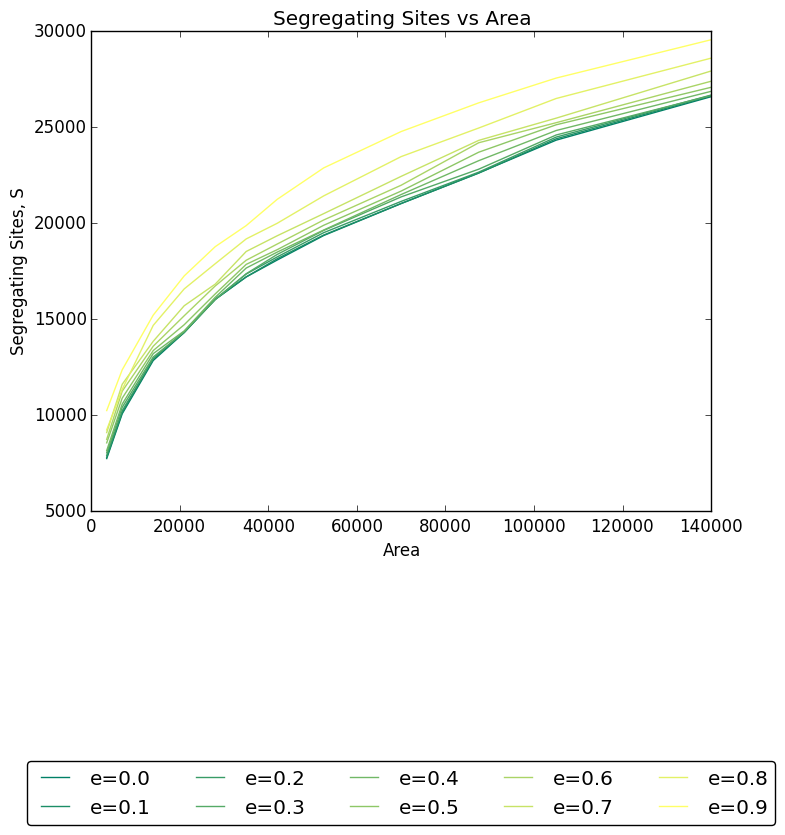 Segregating Sites vs Area
30000
25000
20000
15000
10000
5000
Segregating Sites, S
0 20000 40000 60000 80000 100000 120000 140000
Area
e=0.0 e=0.2 e=0.4 e=0.6 e=0.8
e=0.1 e=0.3 e=0.5 e=0.7 e=0.9